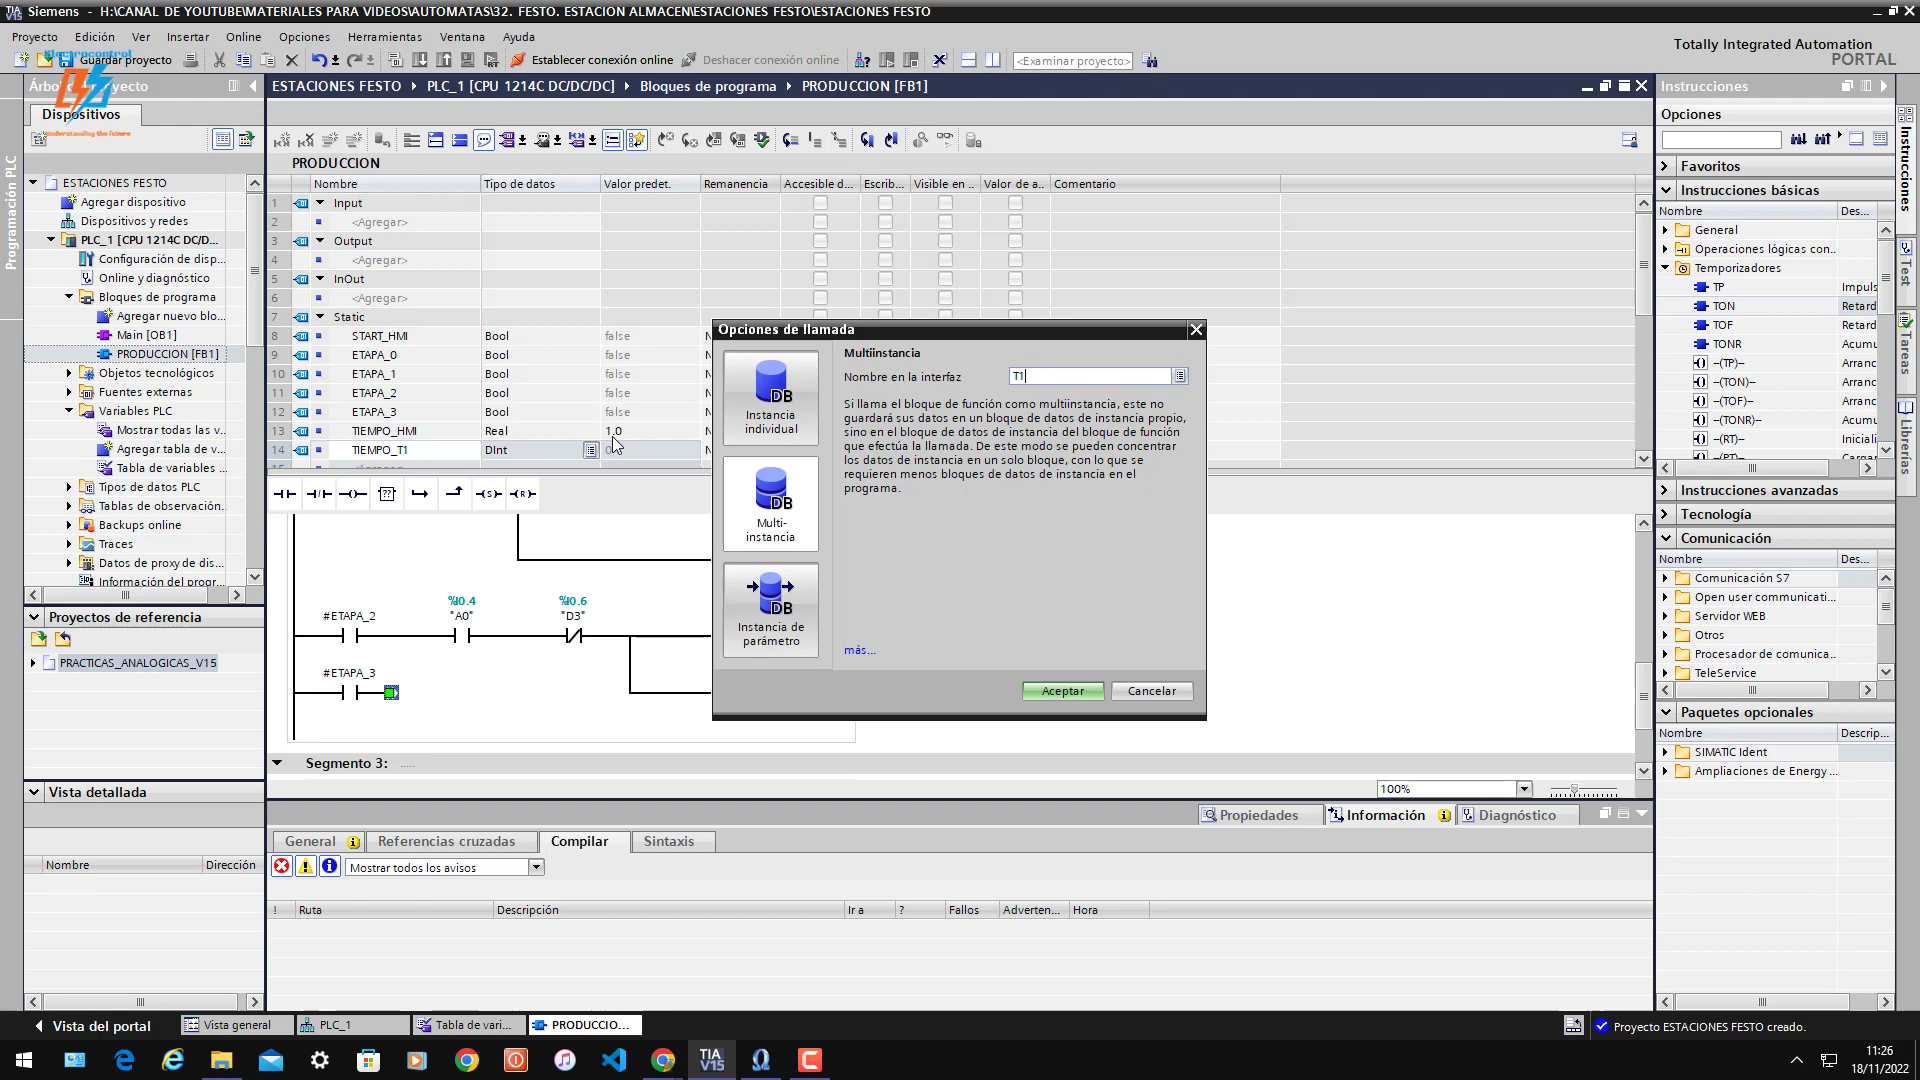 Siemens - H:\CANAL DE YOUTUBE\MATERIALES PARA VIDEOS\AUTOMATAS\32. FESTO. ESTACION ALMACEN\ESTACIONES FESTO\ESTACIONES FESTO
Proyecto Edición Ver Insertar Online Opciones Herramientas Ventana Ayuda
Totally Integrated Automation
PORTAL
Guardar proyecto
Establecer conexión online
Deshacer conexión online
<Examinar proyecto>
Electrocontrol
Understanding the future
Dispositivos
ESTACIONES FESTO
PLC_1 [CPU 1214C DC/DC/DC]
Bloques de programa
PRODUCCION [FB1]
Instrucciones
Opciones
Programación PLC
ESTACIONES FESTO
Agregar dispositivo
Dispositivos y redes
PLC_1 [CPU 1214C DC/D...
Configuración de disp...
Online y diagnóstico
Bloques de programa
Agregar nuevo blo...
Main [OB1]
PRODUCCION [FB1]
Objetos tecnológicos
Fuentes externas
Variables PLC
Mostrar todas las v...
Agregar tabla de v...
Tabla de variables ...
Tipos de datos PLC
Tablas de observación...
Backups online
Traces
Datos de proxy de dis...
Información del progr...
Proyectos de referencia
PRACTICAS_ANALOGICAS_V15
Vista detallada
Nombre Dirección
PRODUCCION
Nombre Tipo de datos Valor predet. Remanencia Accesible d... Escrib... Visible en .. Valor de a.. Comentario
1 Input
2 <Agregar>
3 Output
4 <Agregar>
5 InOut
6 <Agregar>
7 Static
8 START_HMI Bool false N
9 ETAPA_0 Bool false N
10 ETAPA_1 Bool false N
11 ETAPA_2 Bool false N
12 ETAPA_3 Bool false N
13 TIEMPO_HMI Real 1.0 N
14 TIEMPO_T1 DInt 0 N
#ETAPA_2
%I0.4
"A0"
%I0.6
"D3"
#ETAPA_3
Segmento 3: .....
100%
Opciones de llamada
Instancia
individual
Multi-
instancia
Instancia de
parámetro
Multiinstancia
Nombre en la interfaz T1
Si llama el bloque de función como multiinstancia, este no
guardará sus datos en un bloque de datos de instancia propio,
sino en el bloque de datos de instancia del bloque de función
que efectúa la llamada. De este modo se pueden concentrar
los datos de instancia en un solo bloque, con lo que se
requieren menos bloques de datos de instancia en el
programa.
más...
Aceptar Cancelar
Propiedades Información Diagnóstico
General Referencias cruzadas Compilar Sintaxis
Mostrar todos los avisos
! Ruta Descripción Ir a ? Fallos Adverten... Hora
Favoritos
Instrucciones básicas
Nombre Des...
General
Operaciones lógicas con...
Temporizadores
TP Impuls
TON Retard
TOF Retard
TONR Acumu
–(TP)– Arranc
–(TON)– Arranc
–(TOF)– Arranc
–(TONR)– Arranc
–(RT)– Iniciali
–(PT)– Cargar
Instrucciones avanzadas
Tecnología
Comunicación
Nombre Des...
Comunicación S7
Open user communicati...
Servidor WEB
Otros
Procesador de comunica...
TeleService
Paquetes opcionales
Nombre Descrip...
SIMATIC Ident
Ampliaciones de Energy ...
Instrucciones
Test
Tareas
Librerías
Vista del portal
Vista general
PLC_1
Tabla de vari...
PRODUCCIO...
Proyecto ESTACIONES FESTO creado.
TIA
V15
11:26
18/11/2022